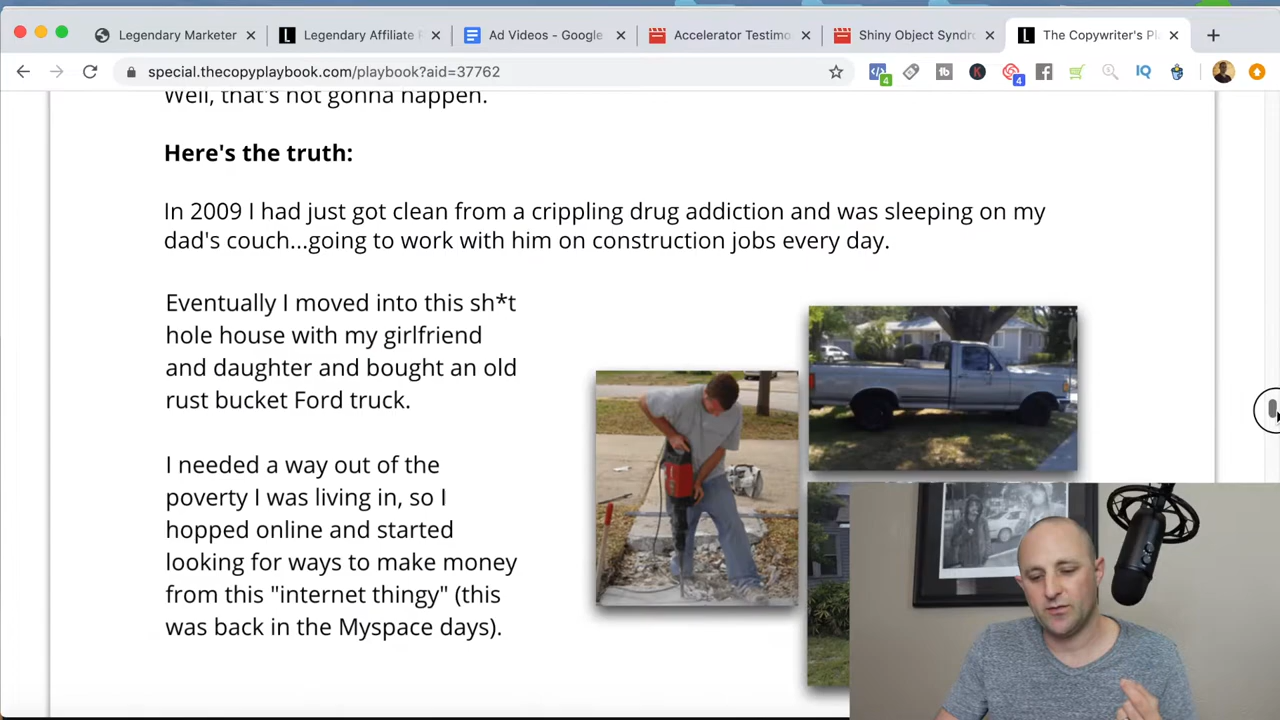 Legendary Marketer
Legendary Affiliate
Ad Videos - Google
Accelerator Testimo
Shiny Object Syndr
The Copywriter's Pl
special.thecopyplaybook.com/playbook?aid=37762
4
tb
K
4
IQ
Well, that's not gonna happen.
Here's the truth:
In 2009 I had just got clean from a crippling drug addiction and was sleeping on my
dad's couch...going to work with him on construction jobs every day.
Eventually I moved into this sh*t
hole house with my girlfriend
and daughter and bought an old
rust bucket Ford truck.
I needed a way out of the
poverty I was living in, so I
hopped online and started
looking for ways to make money
from this "internet thingy" (this
was back in the Myspace days).